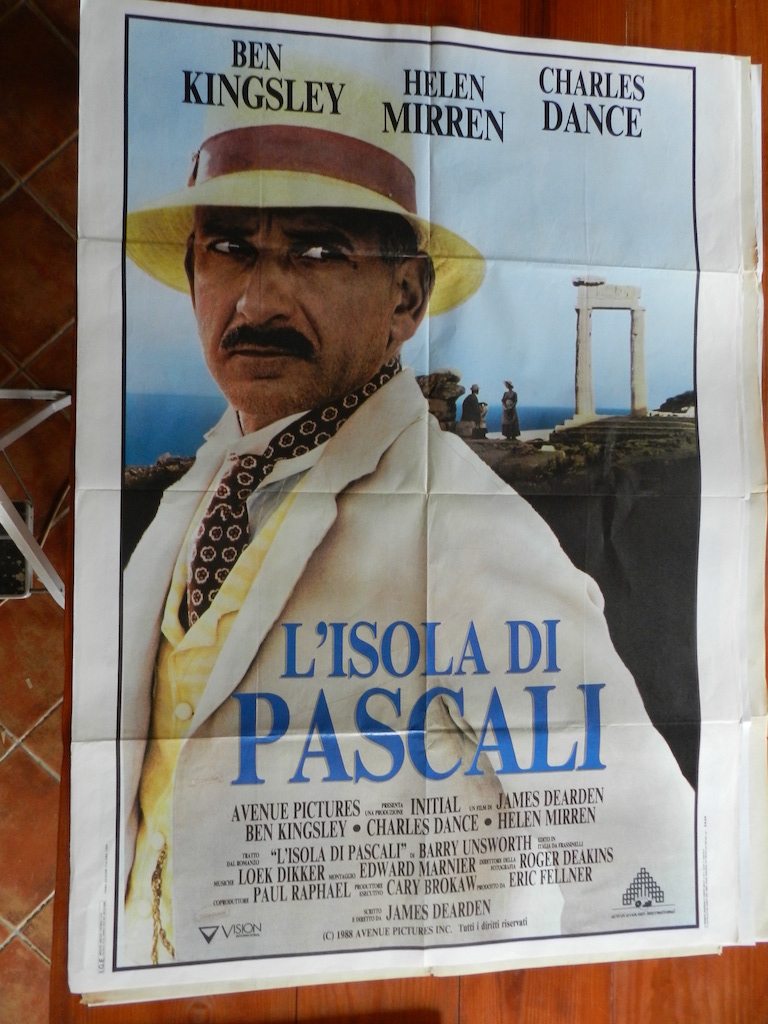 BEN
KINGSLEY
HELEN
MIRREN
CHARLES
DANCE
L'ISOLA DI
PASCALI
AVENUE PICTURES PRESENTA UNA PRODUZIONE INITIAL UN FILM DI JAMES DEARDEN
BEN KINGSLEY • CHARLES DANCE • HELEN MIRREN
TRATTO DAL ROMANZO "L'ISOLA DI PASCALI" DI BARRY UNSWORTH EDITO IN ITALIA DA FRASSINELLI
MUSICHE LOEK DIKKER MONTAGGIO EDWARD MARNIER DIRETTORE DELLA FOTOGRAFIA ROGER DEAKINS
COPRODUTTORE PAUL RAPHAEL PRODUTTORE ESECUTIVO CARY BROKAW PRODOTTO DA ERIC FELLNER
SCRITTO E DIRETTO DA JAMES DEARDEN
VISION
(C) 1988 AVENUE PICTURES INC. Tutti i diritti riservati